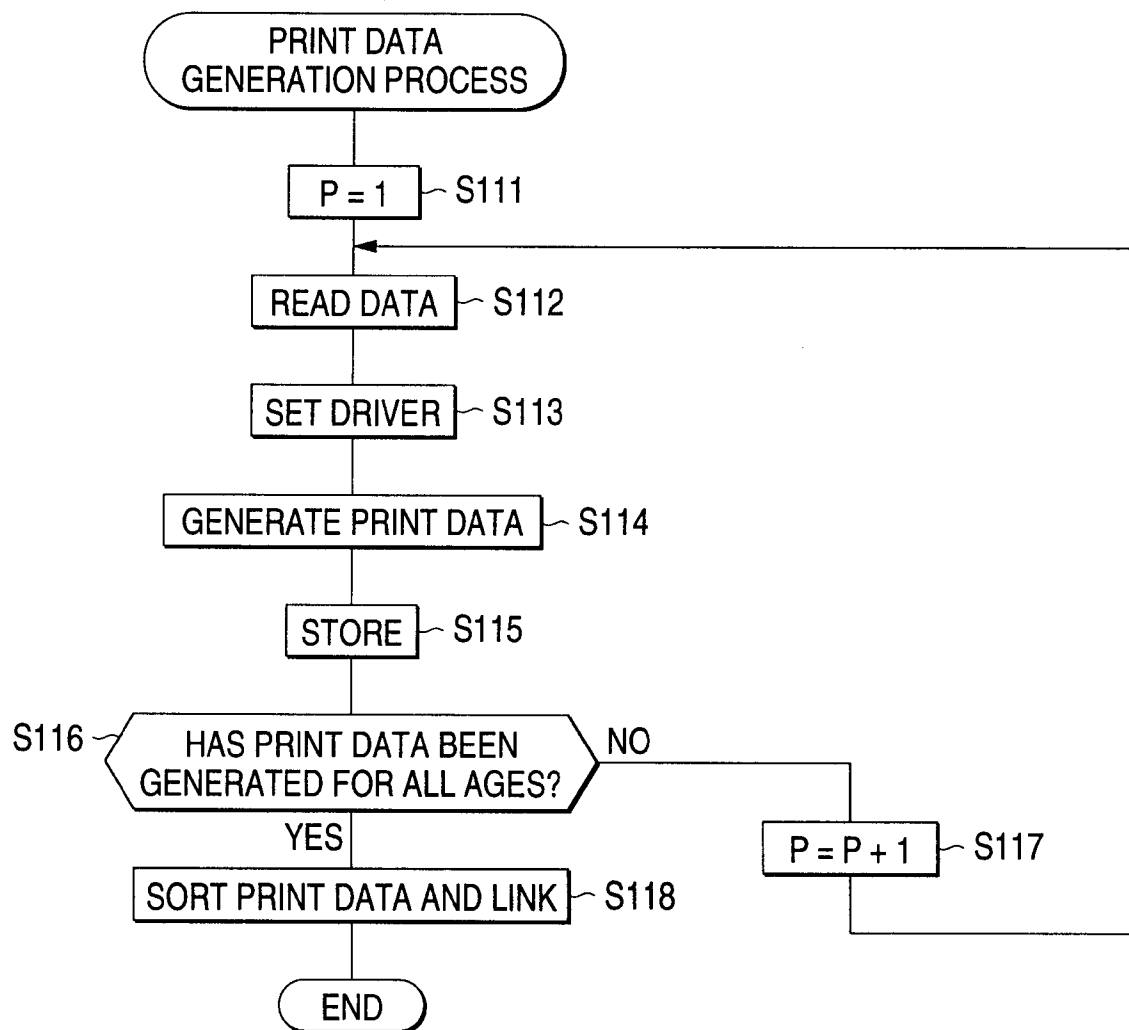 PRINT DATA
GENERATION PROCESS
P = 1
S111
READ DATA
S112
SET DRIVER
S113
GENERATE PRINT DATA
S114
STORE
S115
S116
HAS PRINT DATA BEEN
GENERATED FOR ALL AGES?
NO
YES
P = P + 1
S117
SORT PRINT DATA AND LINK
S118
END